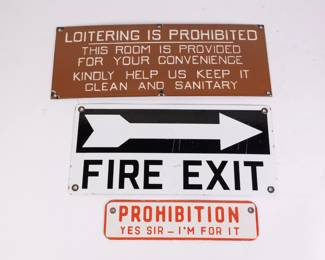 LOITERING IS PROHIBITED
THIS ROOM IS PROVIDED
FOR YOUR CONVENIENCE
KINDLY HELP US KEEP IT
CLEAN AND SANITARY
FIRE EXIT
PROHIBITION
YES SIR - I'M FOR IT